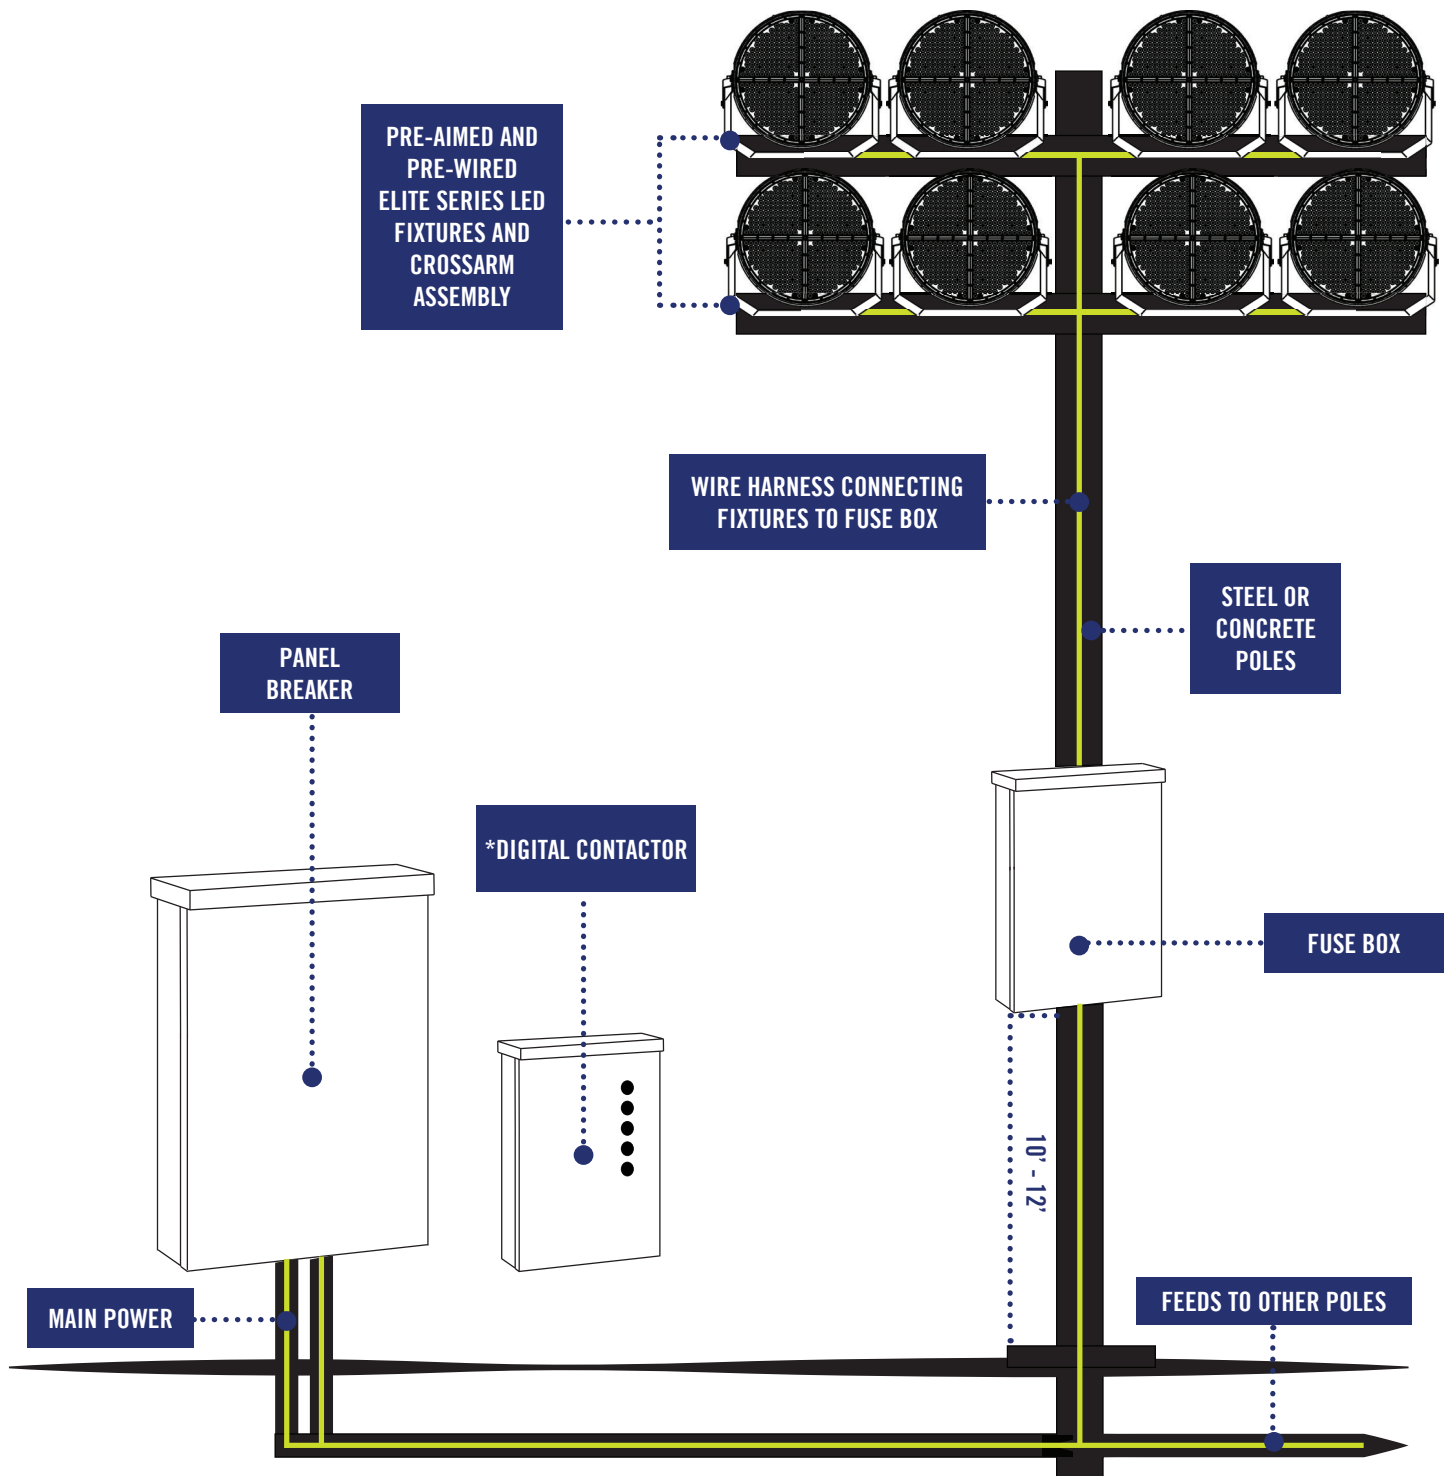 PRE-AIMED AND
PRE-WIRED
ELITE SERIES LED
FIXTURES AND
CROSSARM
ASSEMBLY
WIRE HARNESS CONNECTING
FIXTURES TO FUSE BOX
STEEL OR
CONCRETE
POLES
PANEL
BREAKER
*DIGITAL CONTACTOR
FUSE BOX
10’ - 12’
MAIN POWER
FEEDS TO OTHER POLES